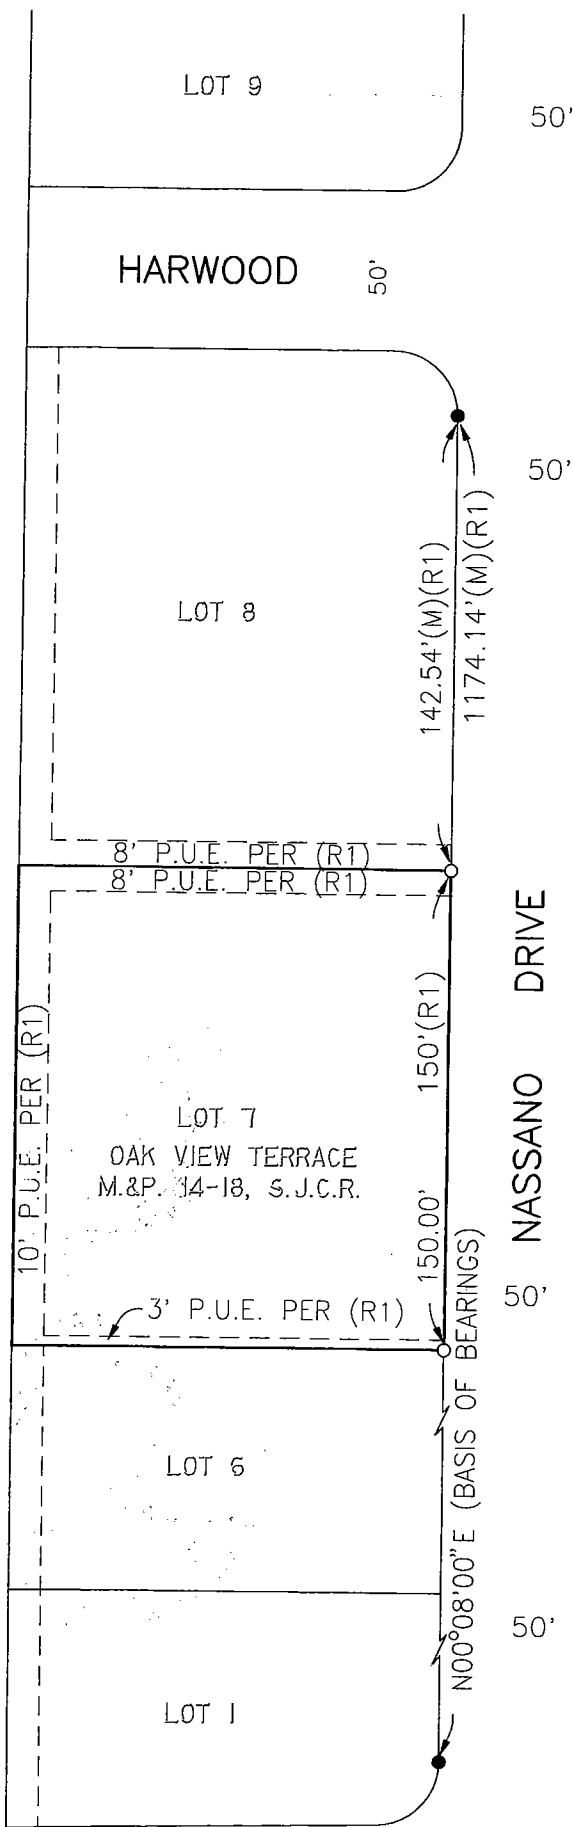 LOT 9
50'
HARWOOD
50'
50'
142.54'(M)(R1)
1174.14'(M)(R1)
LOT 8
8' P.U.E. PER (R1)
8' P.U.E. PER (R1)
NASSANO DRIVE
10' P.U.E. PER (R1)
150'(R1)
LOT 7
OAK VIEW TERRACE
M.&P. 14-18, S.J.C.R.
150.00'
50'
3' P.U.E. PER (R1)
N00°08'00"E (BASIS OF BEARINGS)
LOT 6
50'
LOT 1